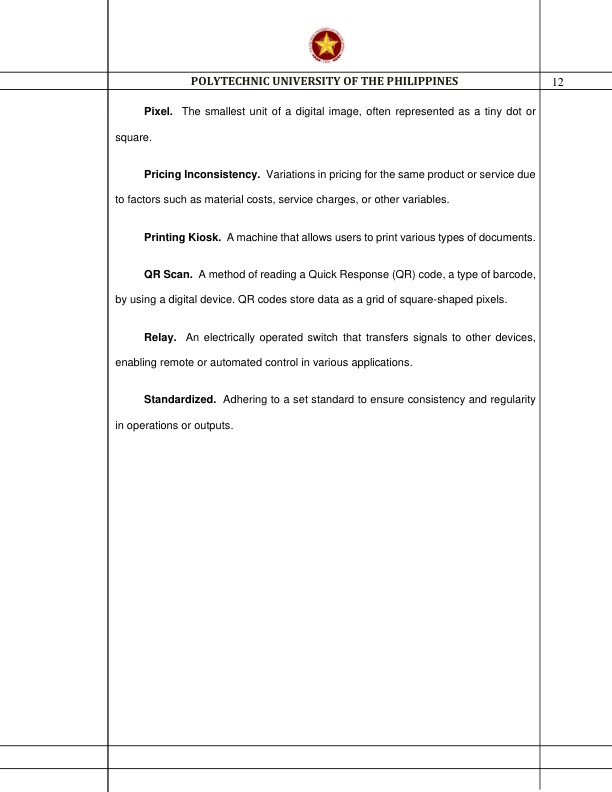 POLYTECHNIC UNIVERSITY OF THE PHILIPPINES 12
Pixel. The smallest unit of a digital image, often represented as a tiny dot or
square.
Pricing Inconsistency. Variations in pricing for the same product or service due
to factors such as material costs, service charges, or other variables.
Printing Kiosk. A machine that allows users to print various types of documents.
QR Scan. A method of reading a Quick Response (QR) code, a type of barcode,
by using a digital device. QR codes store data as a grid of square-shaped pixels.
Relay. An electrically operated switch that transfers signals to other devices,
enabling remote or automated control in various applications.
Standardized. Adhering to a set standard to ensure consistency and regularity
in operations or outputs.